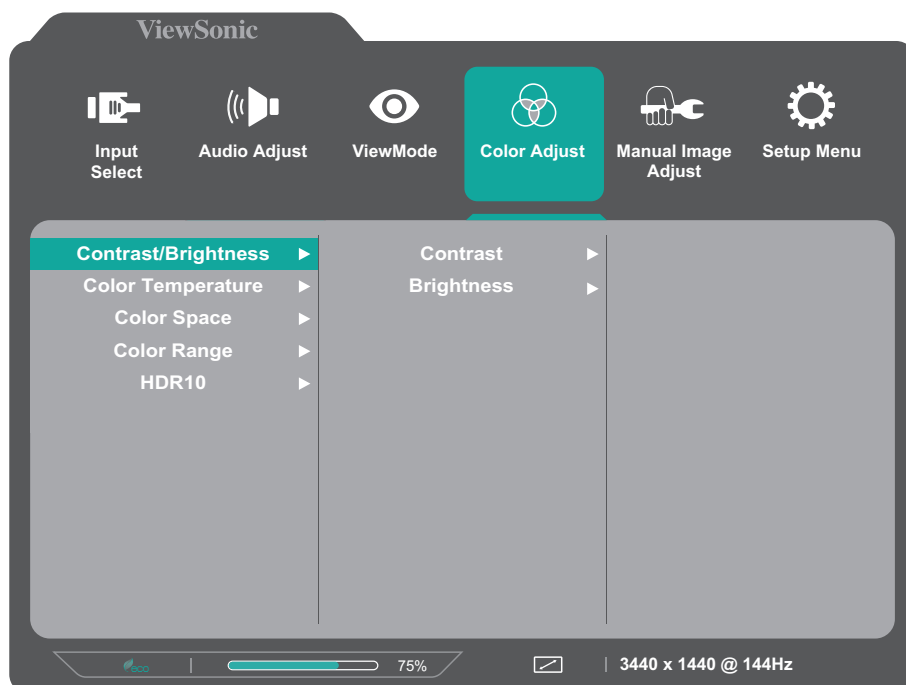 ViewSonic
Input
Select
Audio Adjust
ViewMode
Color Adjust
Manual Image
Adjust
Setup Menu
Contrast/Brightness
Color Temperature
Color Space
Color Range
HDR10
Contrast
Brightness
eco
75%
3440 x 1440 @ 144Hz